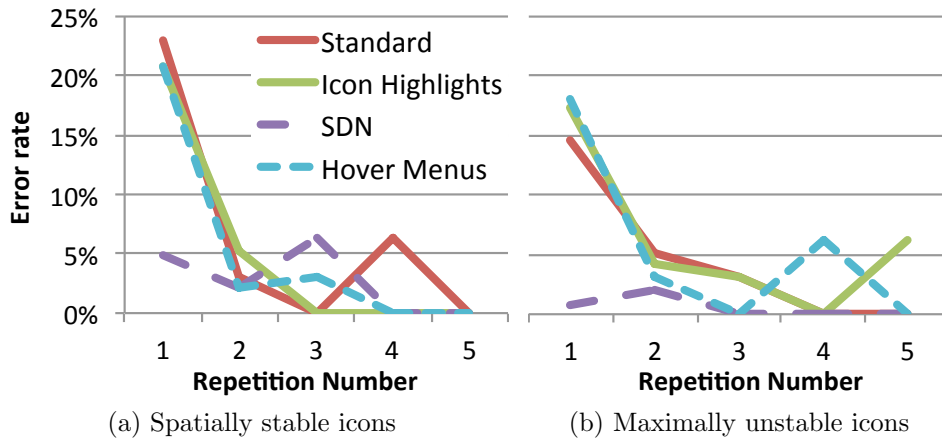 25%
20%
15%
10%
5%
0%
Error rate
Standard
Icon Highlights
SDN
Hover Menus
1 2 3 4 5
Repetition Number
(a) Spatially stable icons
1 2 3 4 5
Repetition Number
(b) Maximally unstable icons